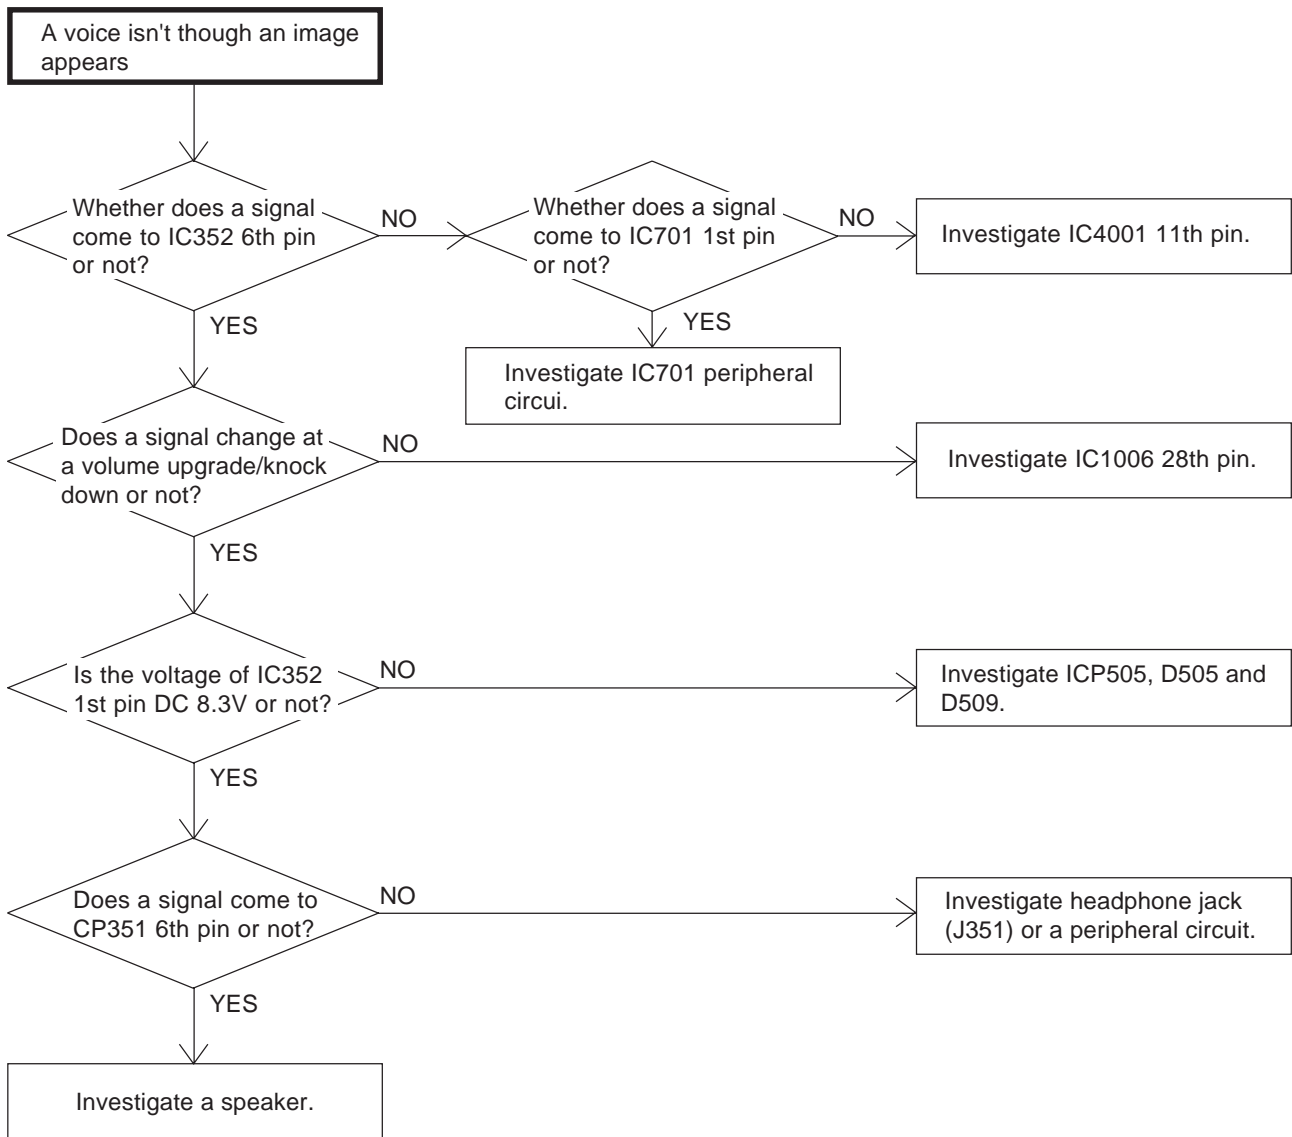 A voice isn't though an image
appears
Whether does a signal
come to IC352 6th pin
or not?
NO
Whether does a signal
come to IC701 1st pin
or not?
NO
Investigate IC4001 11th pin.
YES
YES
Investigate IC701 peripheral
circui.
Does a signal change at
a volume upgrade/knock
down or not?
NO
Investigate IC1006 28th pin.
YES
Is the voltage of IC352
1st pin DC 8.3V or not?
NO
Investigate ICP505, D505 and
D509.
YES
Does a signal come to
CP351 6th pin or not?
NO
Investigate headphone jack
(J351) or a peripheral circuit.
YES
Investigate a speaker.